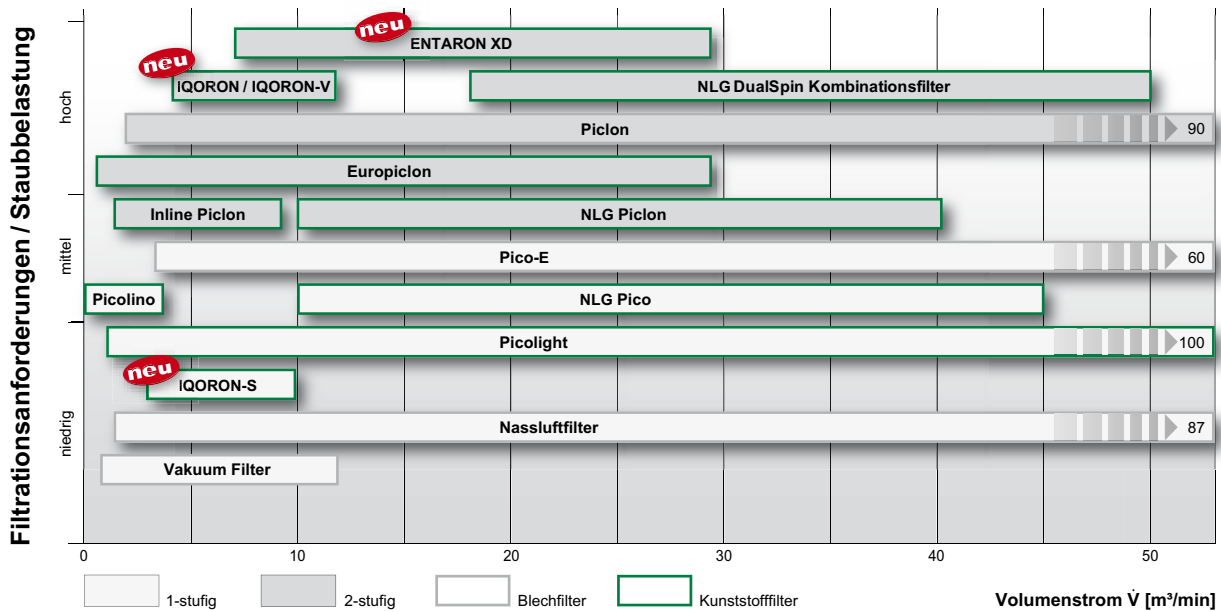 Filtrationsanforderungen / Staubbelastung
hoch
mittel
niedrig
neu
ENTARON XD
neu
IQORON / IQORON-V
NLG DualSpin Kombinationsfilter
Piclon
90
Europiclon
Inline Piclon
NLG Piclon
Pico-E
60
Picolino
NLG Pico
Picolight
100
neu
IQORON-S
Nassluftfilter
87
Vakuum Filter
0 10 20 30 40 50
1-stufig
2-stufig
Blechfilter
Kunststofffilter
Volumenstrom V̇ [m³/min]